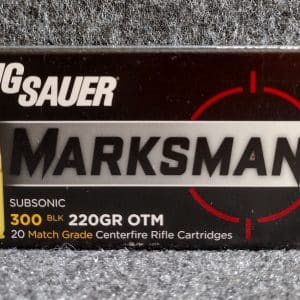 IG SAUER
MARKSMAN
SUBSONIC
300 BLK 220GR OTM
20 Match Grade Centerfire Rifle Cartridges